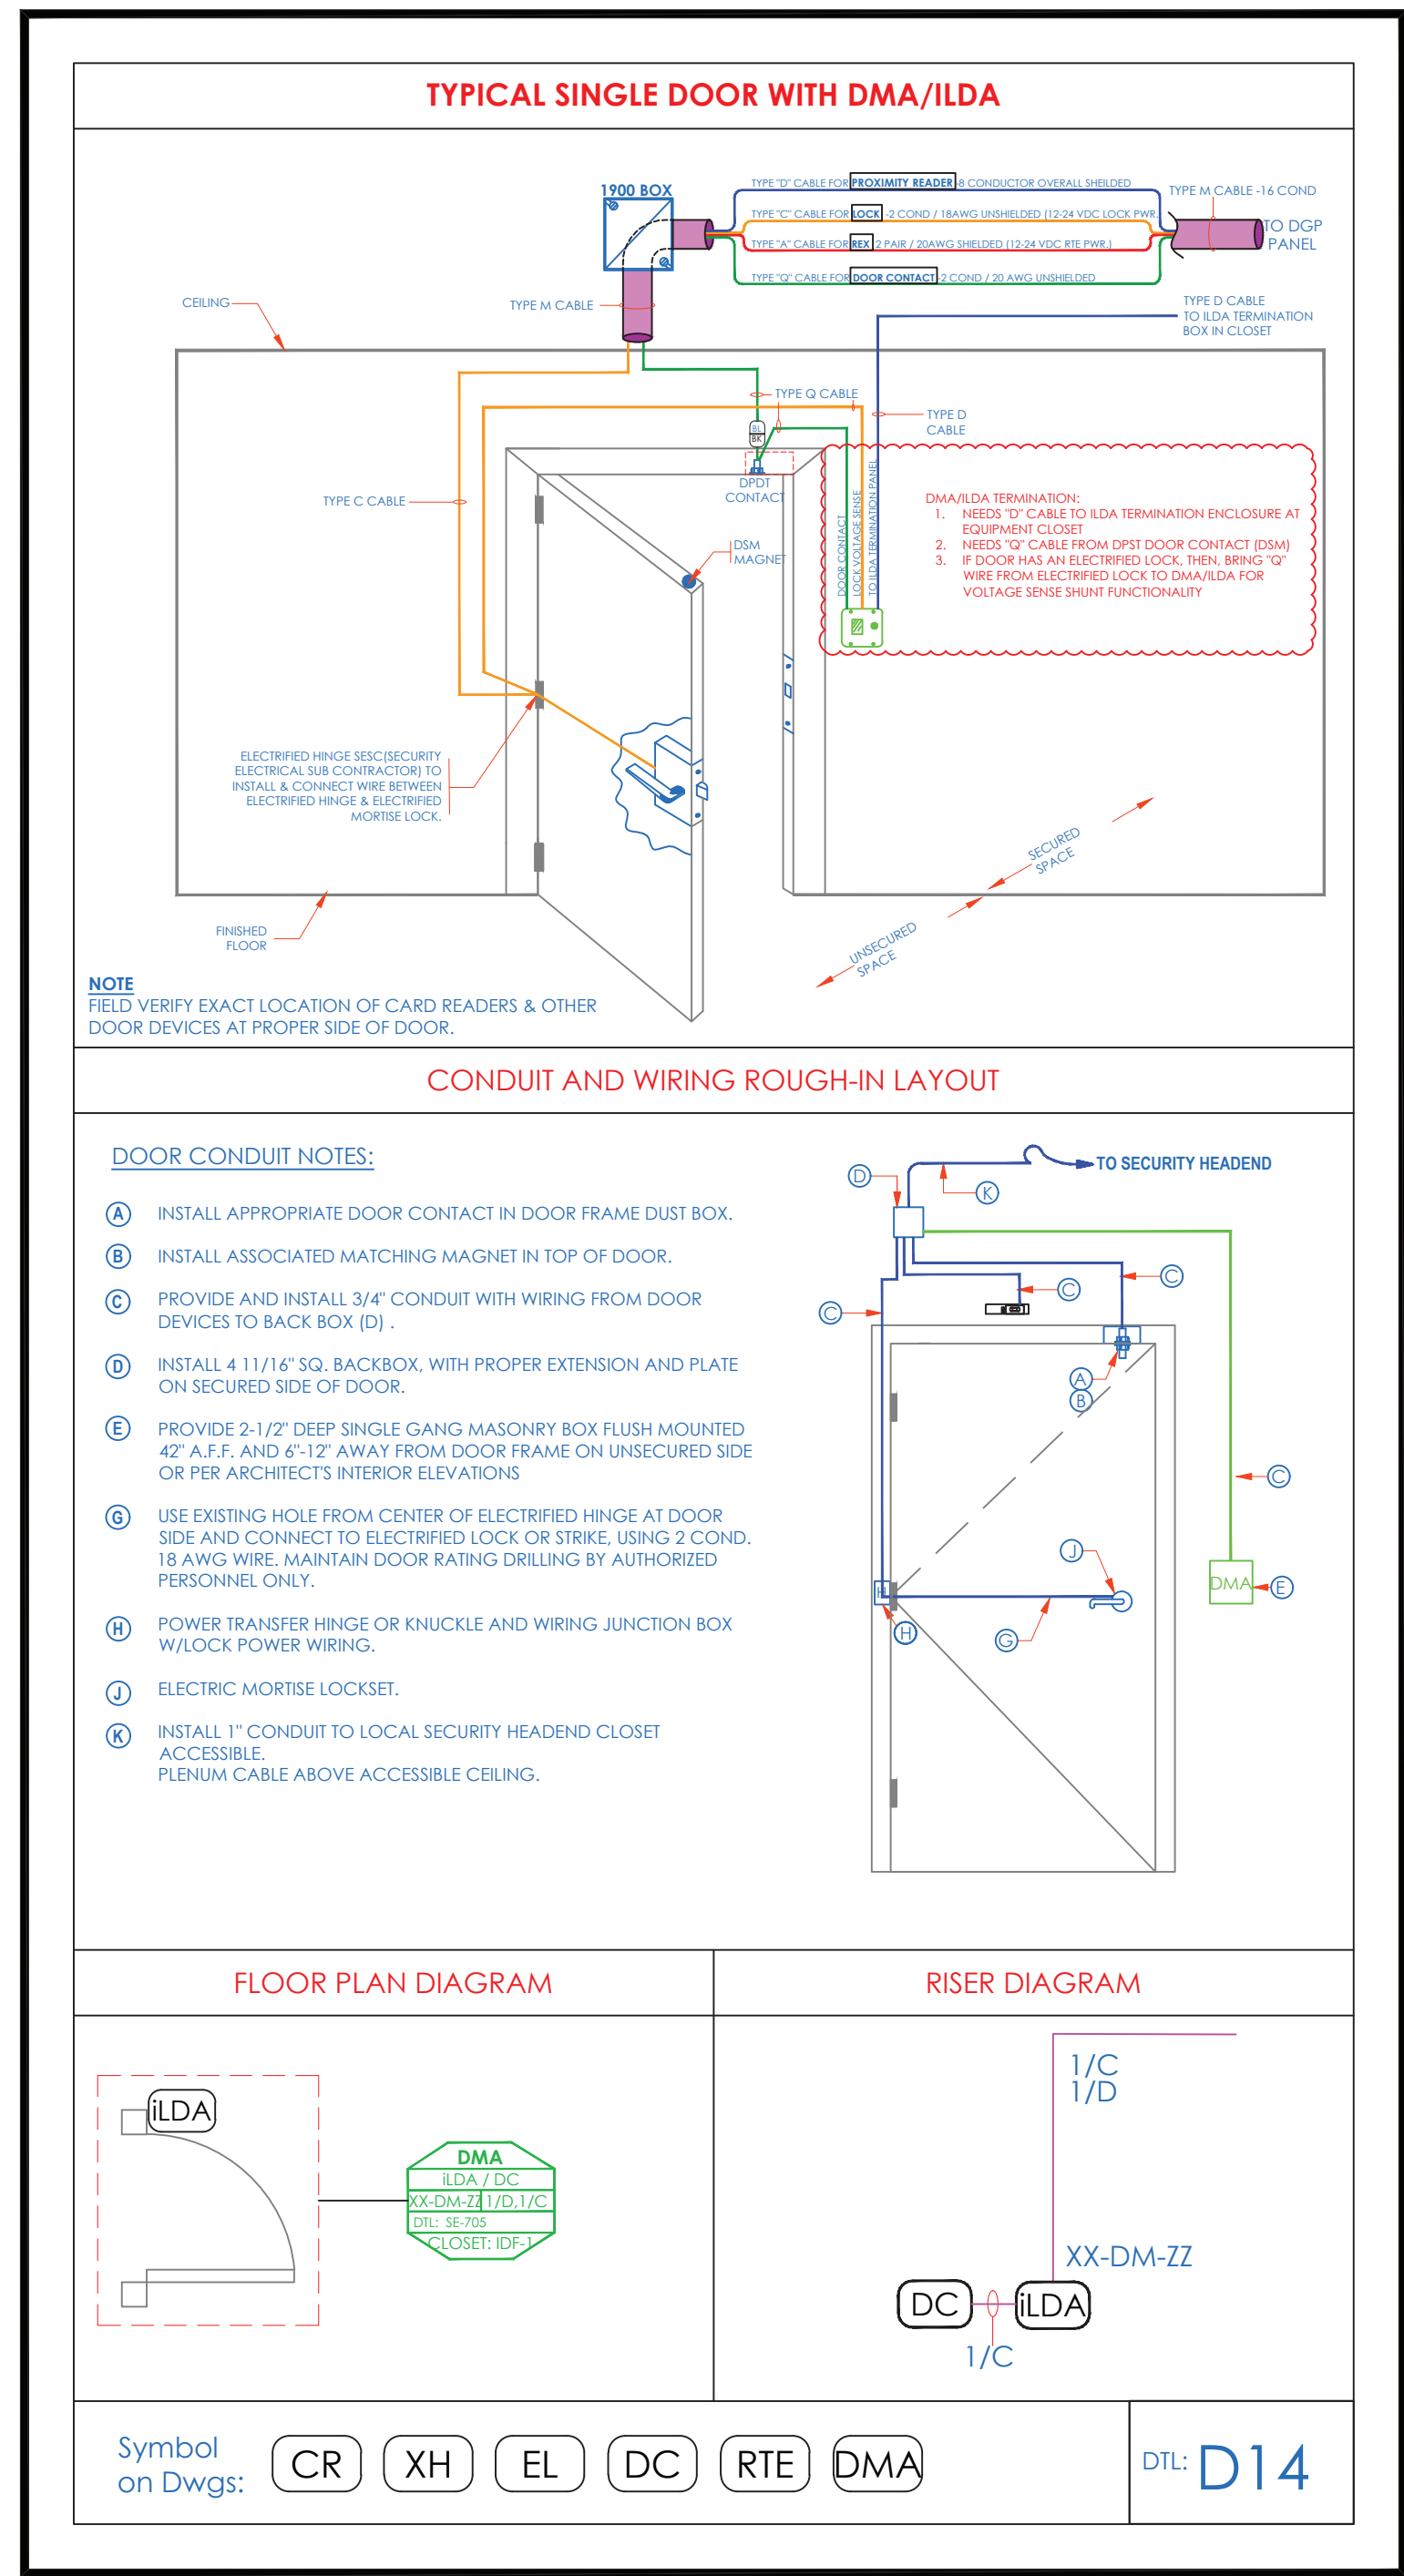 TYPICAL SINGLE DOOR WITH DMA/ILDA
1900 BOX
TYPE "D" CABLE FOR PROXIMITY READER -8 CONDUCTOR OVERALL SHEILDED
TYPE "C" CABLE FOR LOCK -2 COND / 18AWG UNSHIELDED (12-24 VDC LOCK PWR.
TYPE "A" CABLE FOR REX 2 PAIR / 20AWG SHIELDED (12-24 VDC RTE PWR.)
TYPE "Q" CABLE FOR DOOR CONTACT -2 COND / 20 AWG UNSHIELDED
TYPE M CABLE -16 COND
TO DGP
PANEL
TYPE M CABLE
CEILING
TYPE D CABLE
TO ILDA TERMINATION
BOX IN CLOSET
TYPE Q CABLE
TYPE D
CABLE
BL
BK
DPDT
CONTACT
TYPE C CABLE
DSM
MAGNET
DOOR CONTACT
LOCK VOLTAGE SENSE
TO ILDA TERMINATION PANEL
DMA/ILDA TERMINATION:
1. NEEDS "D" CABLE TO ILDA TERMINATION ENCLOSURE AT
EQUIPMENT CLOSET
2. NEEDS "Q" CABLE FROM DPST DOOR CONTACT (DSM)
3. IF DOOR HAS AN ELECTRIFIED LOCK, THEN, BRING "Q"
WIRE FROM ELECTRIFIED LOCK TO DMA/ILDA FOR
VOLTAGE SENSE SHUNT FUNCTIONALITY
ELECTRIFIED HINGE SESC(SECURITY
ELECTRICAL SUB CONTRACTOR) TO
INSTALL & CONNECT WIRE BETWEEN
ELECTRIFIED HINGE & ELECTRIFIED
MORTISE LOCK.
SECURED
SPACE
UNSECURED
SPACE
FINISHED
FLOOR
NOTE
FIELD VERIFY EXACT LOCATION OF CARD READERS & OTHER
DOOR DEVICES AT PROPER SIDE OF DOOR.
CONDUIT AND WIRING ROUGH-IN LAYOUT
DOOR CONDUIT NOTES:
A INSTALL APPROPRIATE DOOR CONTACT IN DOOR FRAME DUST BOX.
B INSTALL ASSOCIATED MATCHING MAGNET IN TOP OF DOOR.
C PROVIDE AND INSTALL 3/4" CONDUIT WITH WIRING FROM DOOR
DEVICES TO BACK BOX (D) .
D INSTALL 4 11/16" SQ. BACKBOX, WITH PROPER EXTENSION AND PLATE
ON SECURED SIDE OF DOOR.
E PROVIDE 2-1/2" DEEP SINGLE GANG MASONRY BOX FLUSH MOUNTED
42" A.F.F. AND 6"-12" AWAY FROM DOOR FRAME ON UNSECURED SIDE
OR PER ARCHITECT'S INTERIOR ELEVATIONS
G USE EXISTING HOLE FROM CENTER OF ELECTRIFIED HINGE AT DOOR
SIDE AND CONNECT TO ELECTRIFIED LOCK OR STRIKE, USING 2 COND.
18 AWG WIRE. MAINTAIN DOOR RATING DRILLING BY AUTHORIZED
PERSONNEL ONLY.
H POWER TRANSFER HINGE OR KNUCKLE AND WIRING JUNCTION BOX
W/LOCK POWER WIRING.
J ELECTRIC MORTISE LOCKSET.
K INSTALL 1" CONDUIT TO LOCAL SECURITY HEADEND CLOSET
ACCESSIBLE.
PLENUM CABLE ABOVE ACCESSIBLE CEILING.
TO SECURITY HEADEND
D
K
C
C
C
A
B
C
J
DMA
E
H
H
G
FLOOR PLAN DIAGRAM
iLDA
DMA
iLDA / DC
XX-DM-ZZ 1/D,1/C
DTL: SE-705
CLOSET: IDF-1
RISER DIAGRAM
1/C
1/D
XX-DM-ZZ
DC
iLDA
1/C
Symbol
on Dwgs:
CR XH EL DC RTE DMA
DTL: D14